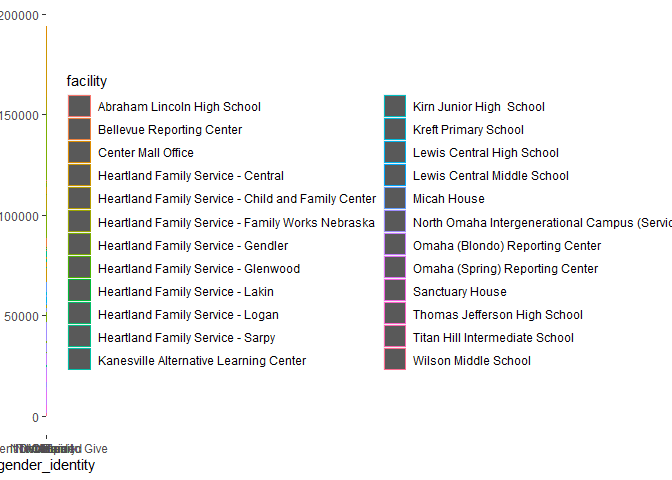 200000
facility
Abraham Lincoln High School
Kirn Junior High  School
Bellevue Reporting Center
Kreft Primary School
150000
Center Mall Office
Lewis Central High School
Heartland Family Service - Central
Lewis Central Middle School
Heartland Family Service - Child and Family Center
Micah House
100000
Heartland Family Service - Family Works Nebraska
North Omaha Intergenerational Campus (Servic
Heartland Family Service - Gendler
Omaha (Blondo) Reporting Center
Heartland Family Service - Glenwood
Omaha (Spring) Reporting Center
Heartland Family Service - Lakin
Sanctuary House
50000
Heartland Family Service - Logan
Thomas Jefferson High School
Heartland Family Service - Sarpy
Titan Hill Intermediate School
Kanesville Alternative Learning Center
Wilson Middle School
0
Give
gender_identity